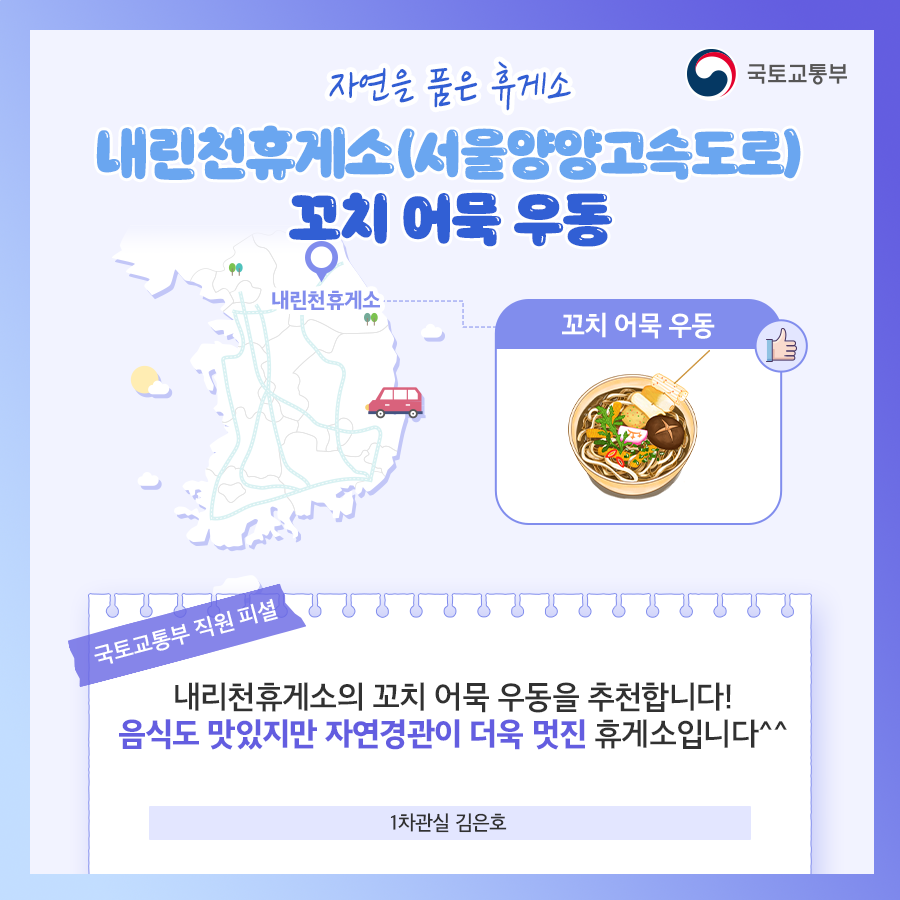 자연을 품은 휴게소
국토교통부
내린천휴게소(서울양양고속도로)
꼬치 어묵 우동
내린천휴게소
꼬치 어묵 우동
국토교통부 직원 피셜
내리천휴게소의 꼬치 어묵 우동을 추천합니다!
음식도 맛있지만 자연경관이 더욱 멋진 휴게소입니다^^
1차관실 김은호